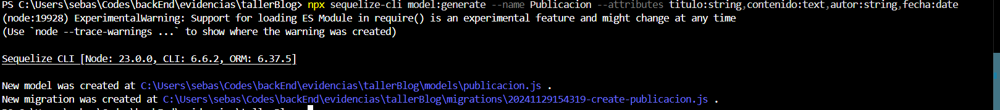 PS C:\Users\sebas\Codes\backEnd\evidencias\tallerBlog> npx sequelize-cli model:generate --name Publicacion --attributes titulo:string,contenido:text,autor:string,fecha:date
(node:19928) ExperimentalWarning: Support for loading ES Module in require() is an experimental feature and might change at any time
(Use `node --trace-warnings ...` to show where the warning was created)
Sequelize CLI [Node: 23.0.0, CLI: 6.6.2, ORM: 6.37.5]
New model was created at C:\Users\sebas\Codes\backEnd\evidencias\tallerBlog\models\publicacion.js .
New migration was created at C:\Users\sebas\Codes\backEnd\evidencias\tallerBlog\migrations\20241129154319-create-publicacion.js .